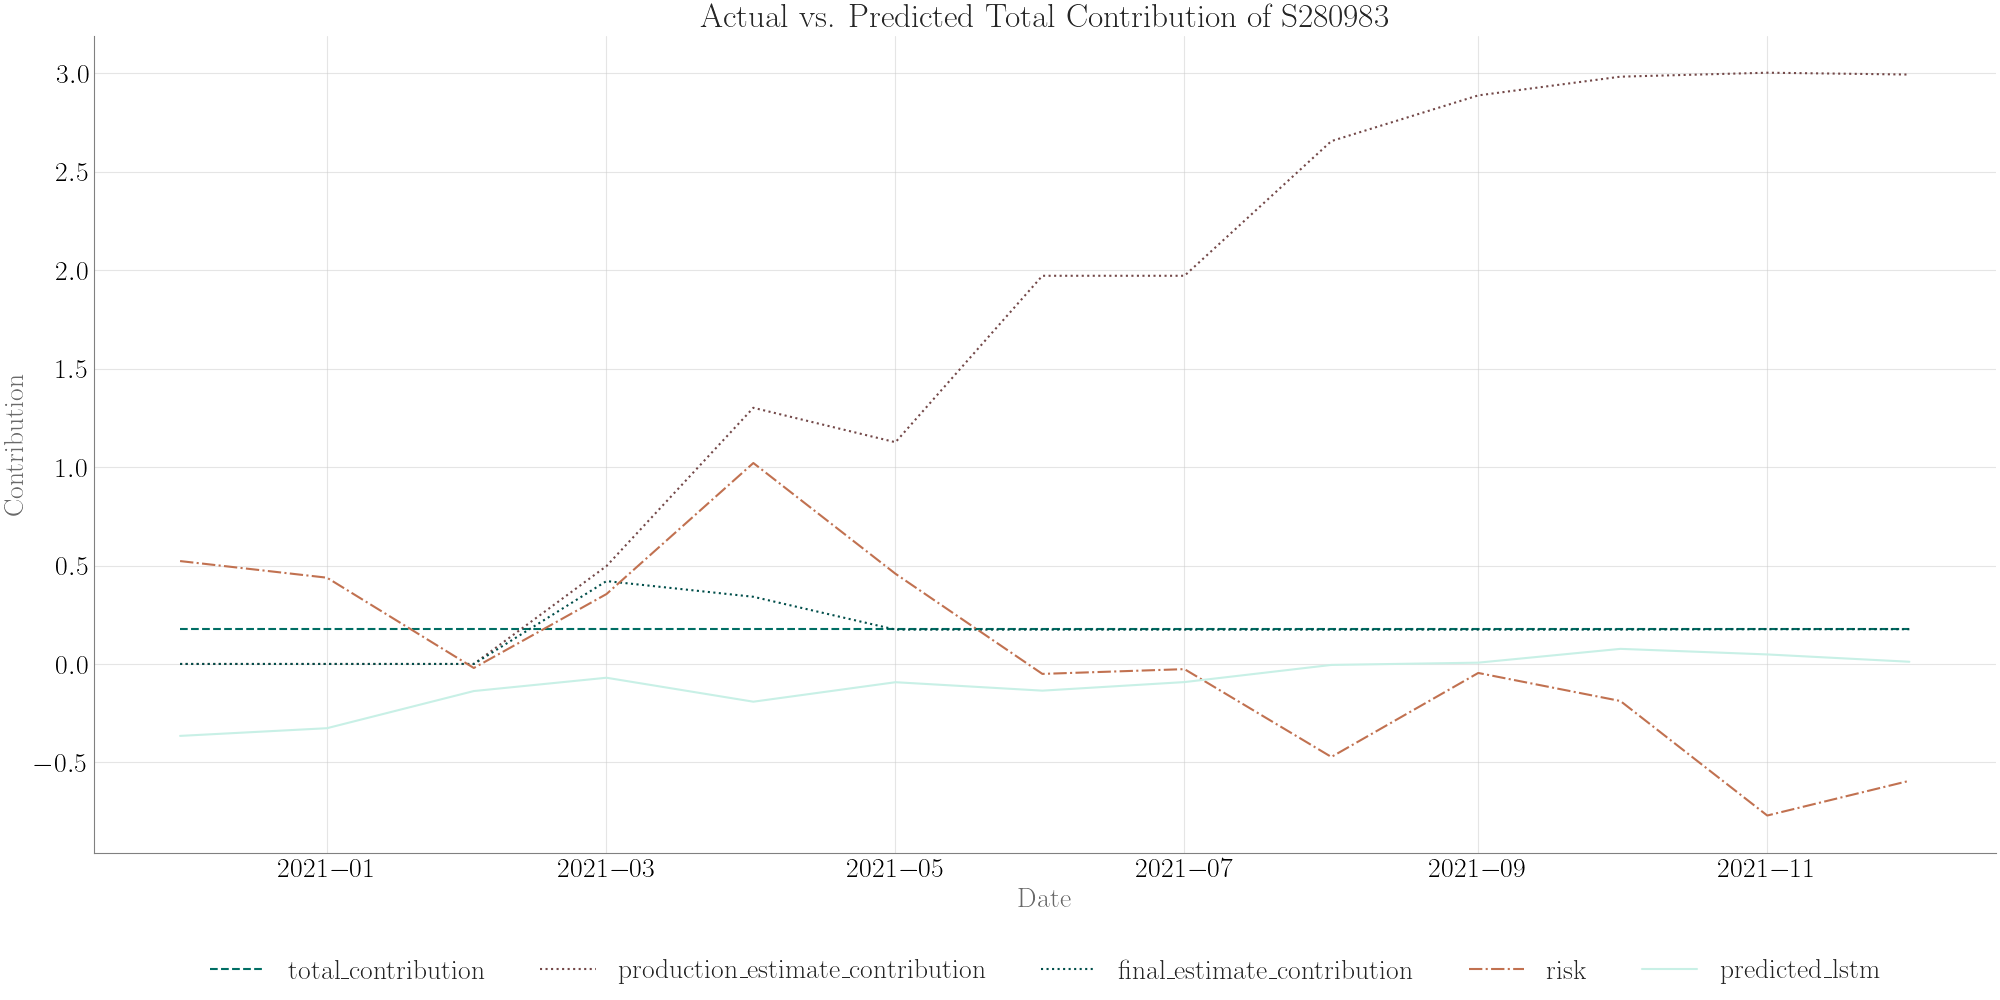 Actual vs. Predicted Total Contribution of S280983
3.0
2.5
2.0
1.5
1.0
0.5
0.0
−0.5
Contribution
2021−01 2021−03 2021−05 2021−07 2021−09 2021−11
Date
total_contribution production_estimate_contribution final_estimate_contribution risk predicted_lstm